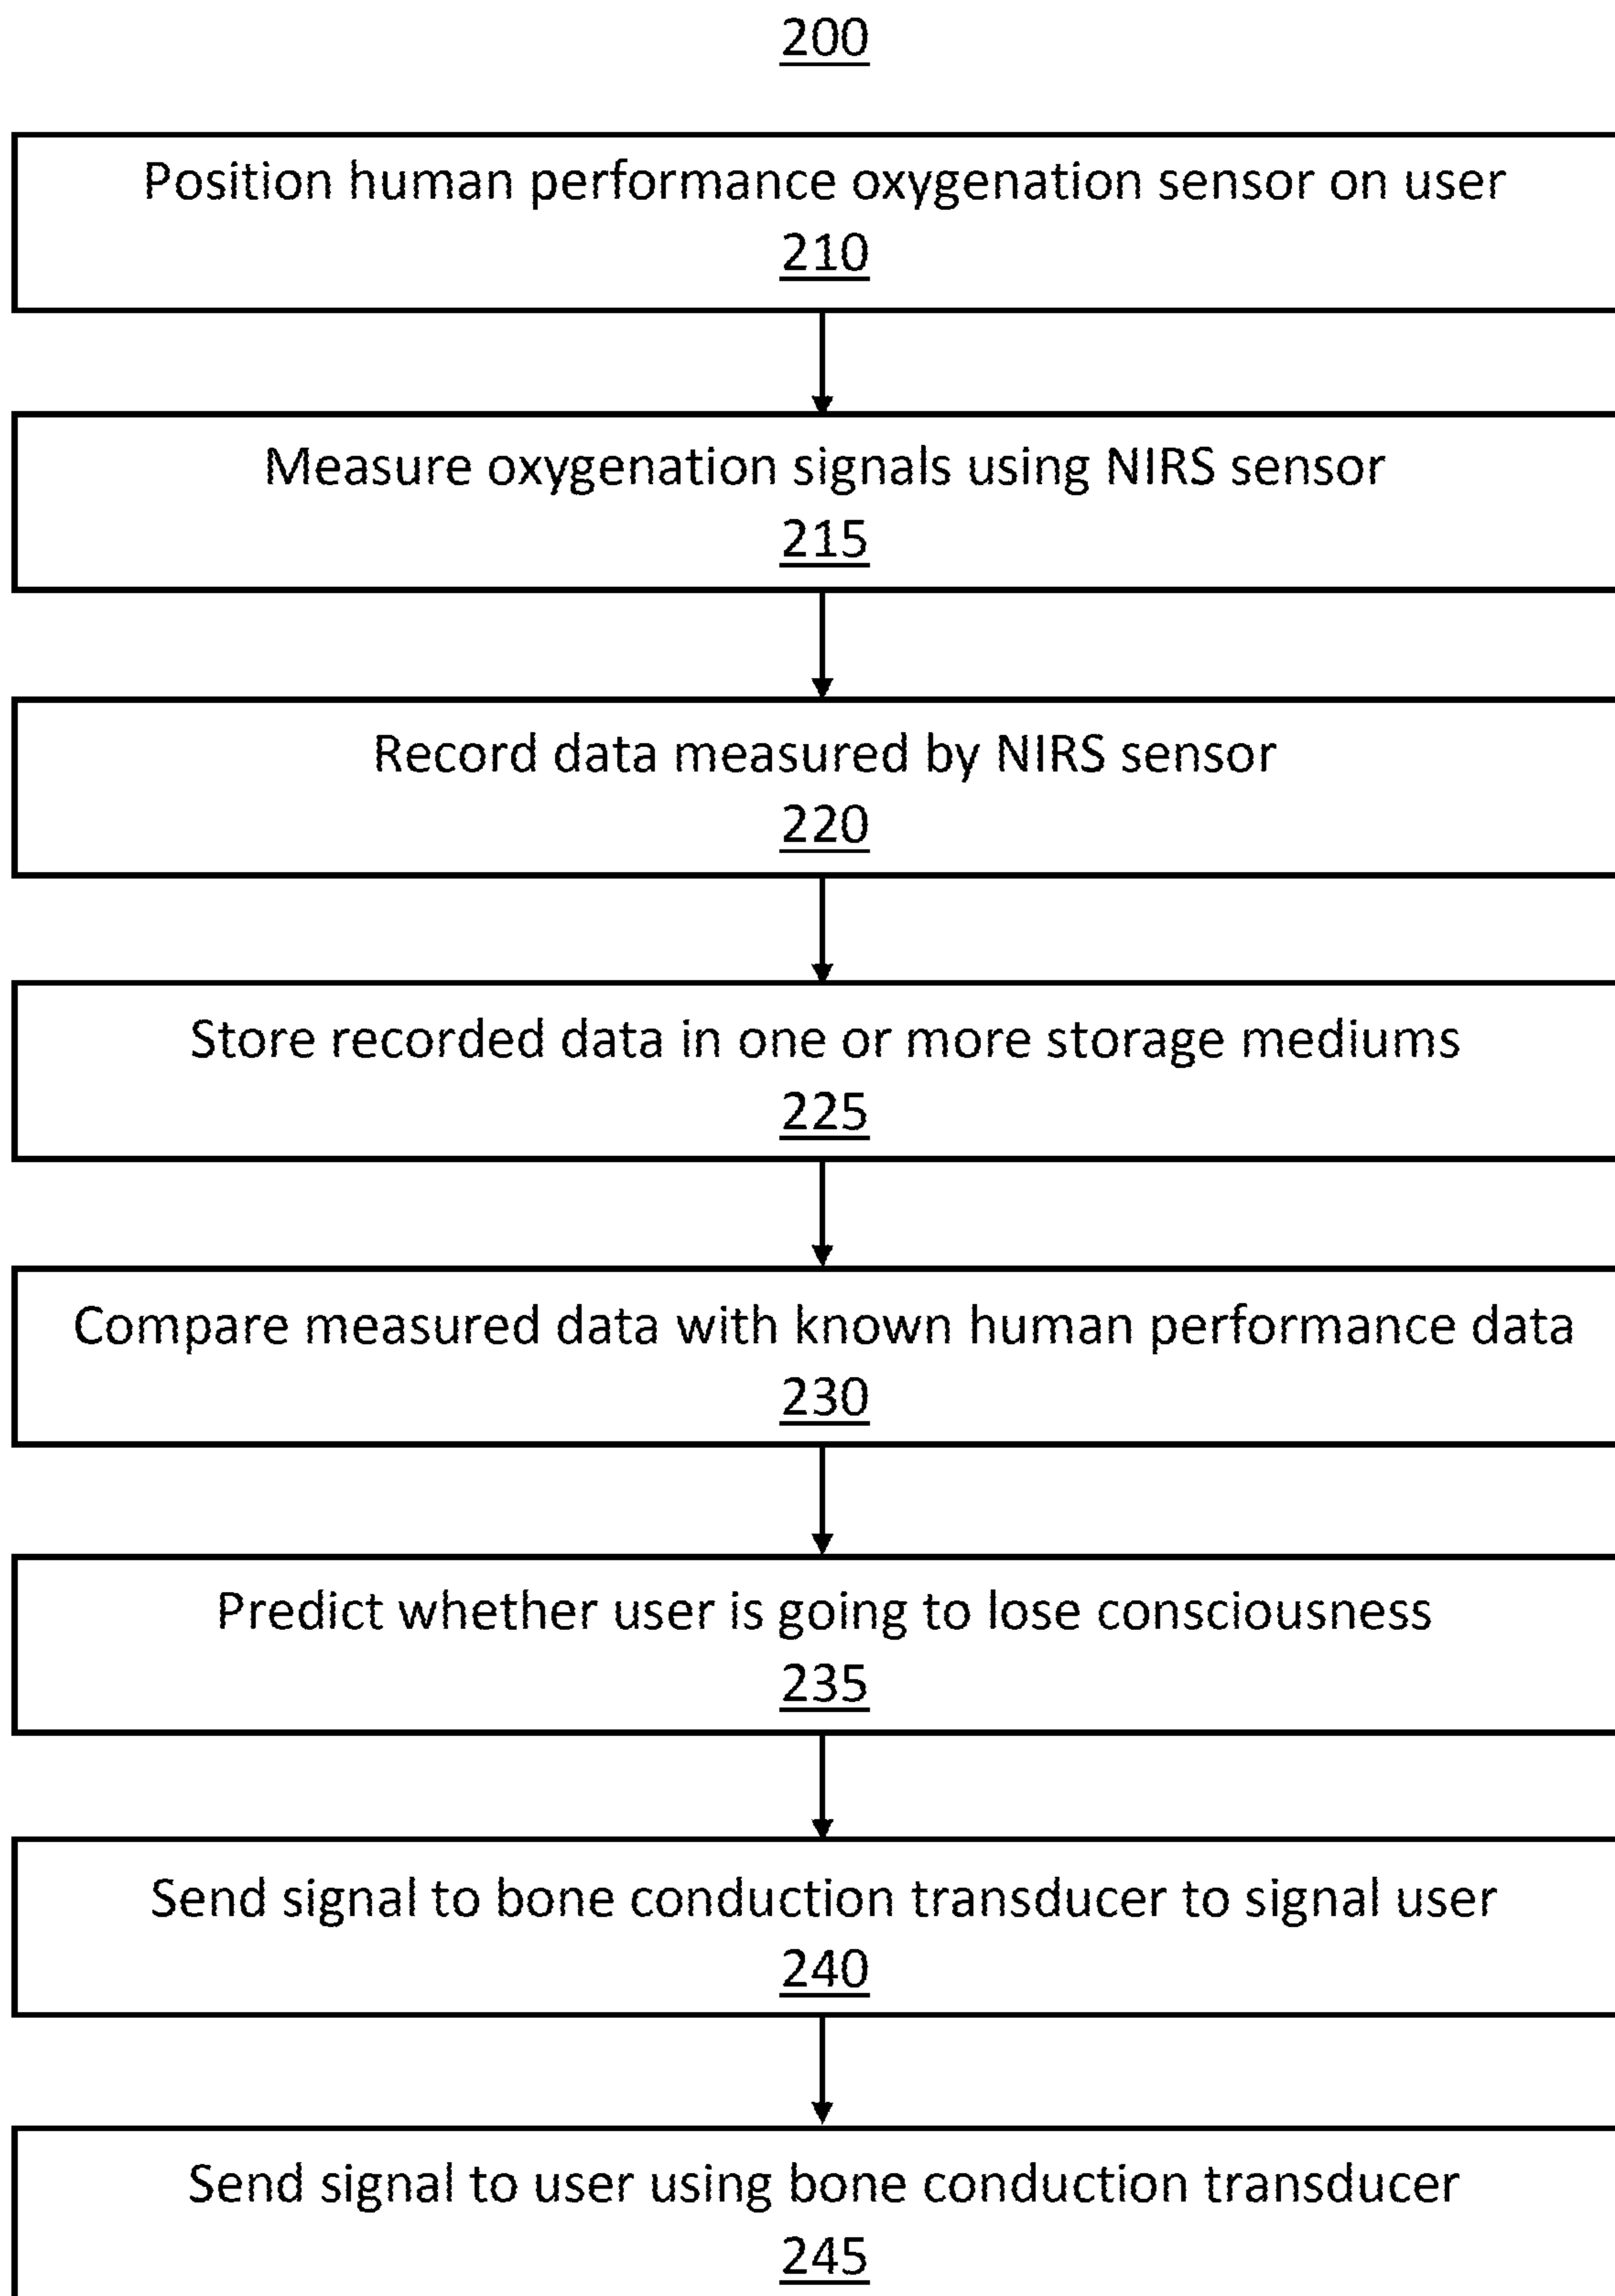 200
Position human performance oxygenation sensor on user
210
Measure oxygenation signals using NIRS sensor
215
Record data measured by NIRS sensor
220
Store recorded data in one or more storage mediums
225
Compare measured data with known human performance data
230
Predict whether user is going to lose consciousness
235
Send signal to bone conduction transducer to signal user
240
Send signal to user using bone conduction transducer
245